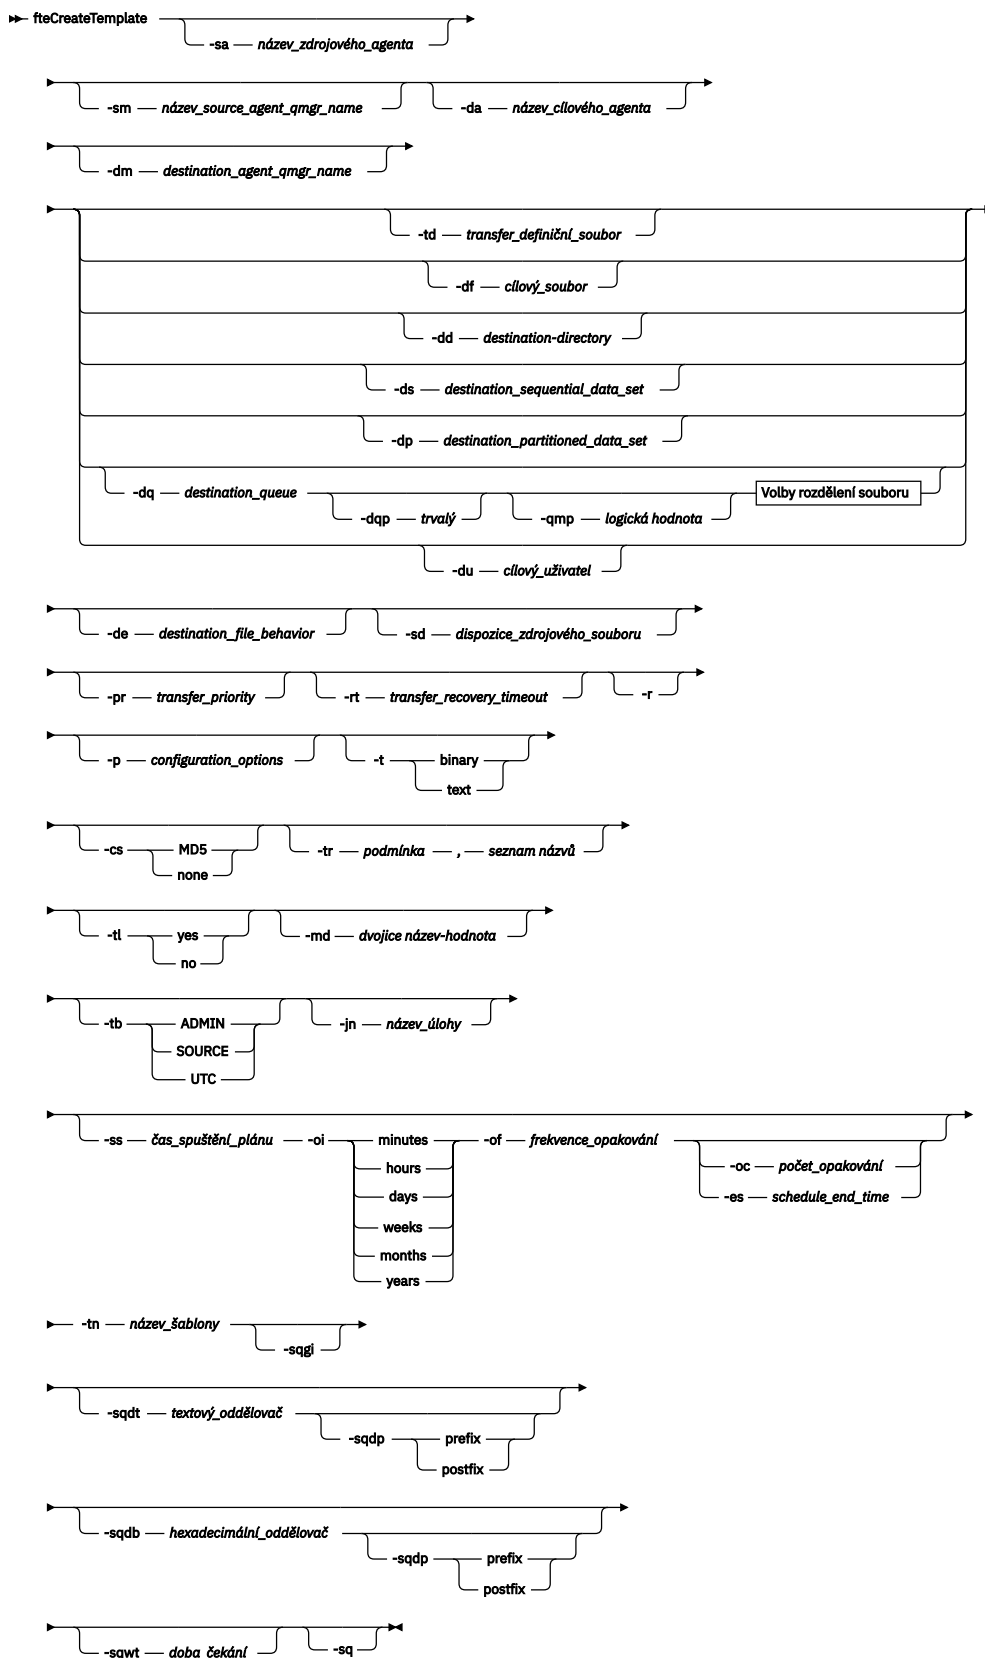 fteCreateTemplate
-sa název_zdrojového_agenta
-sm název_source_agent_qmgr_name -da název_cílového_agenta
-dm destination_agent_qmgr_name
-td transfer_definiční_soubor
-df cílový_soubor
-dd destination-directory
-ds destination_sequential_data_set
-dp destination_partitioned_data_set
-dq destination_queue Volby rozdělení souboru
-dqp trvalý -qmp logická hodnota
-du cílový_uživatel
-de destination_file_behavior -sd dispozice_zdrojového_souboru
-pr transfer_priority -rt transfer_recovery_timeout -r
-p configuration_options -t binary
text
-cs MD5 -tr podmínka , seznam názvů
none
-tl yes -md dvojice název-hodnota
no
-tb ADMIN -jn název_úlohy
SOURCE
UTC
-ss čas_spuštění_plánu -oi minutes -of frekvence_opakování
hours -oc počet_opakování
days -es schedule_end_time
weeks
months
years
-tn název_šablony
-sqgi
-sqdt textový_oddělovač
-sqdp prefix
postfix
-sqdb hexadecimální_oddělovač
-sqdp prefix
postfix
-sqwt doba_čekání -sq